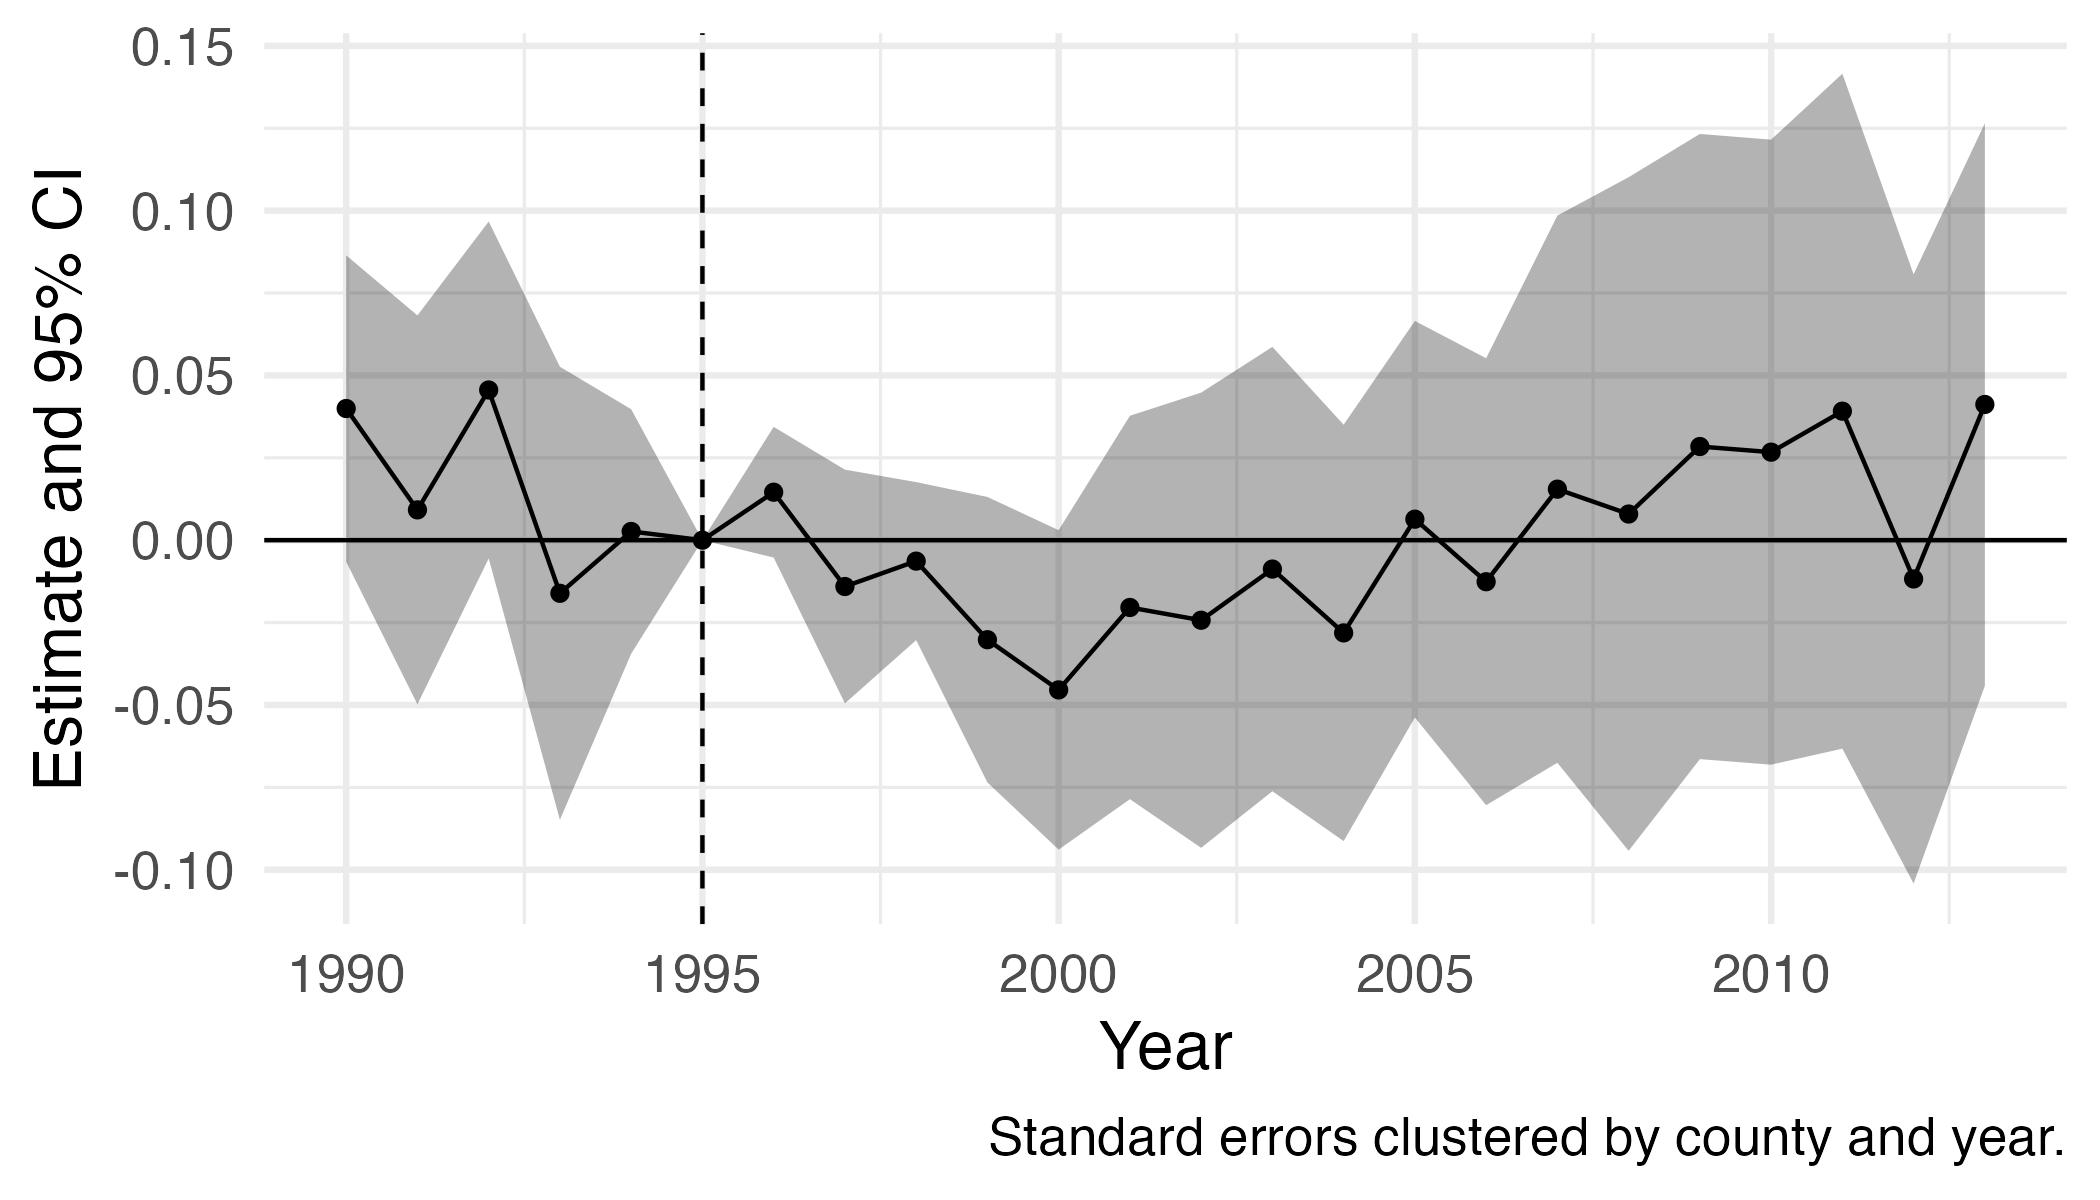 Estimate and 95% CI
0.15
0.10
0.05
0.00
-0.05
-0.10
1990 1995 2000 2005 2010
Year
Standard errors clustered by county and year.